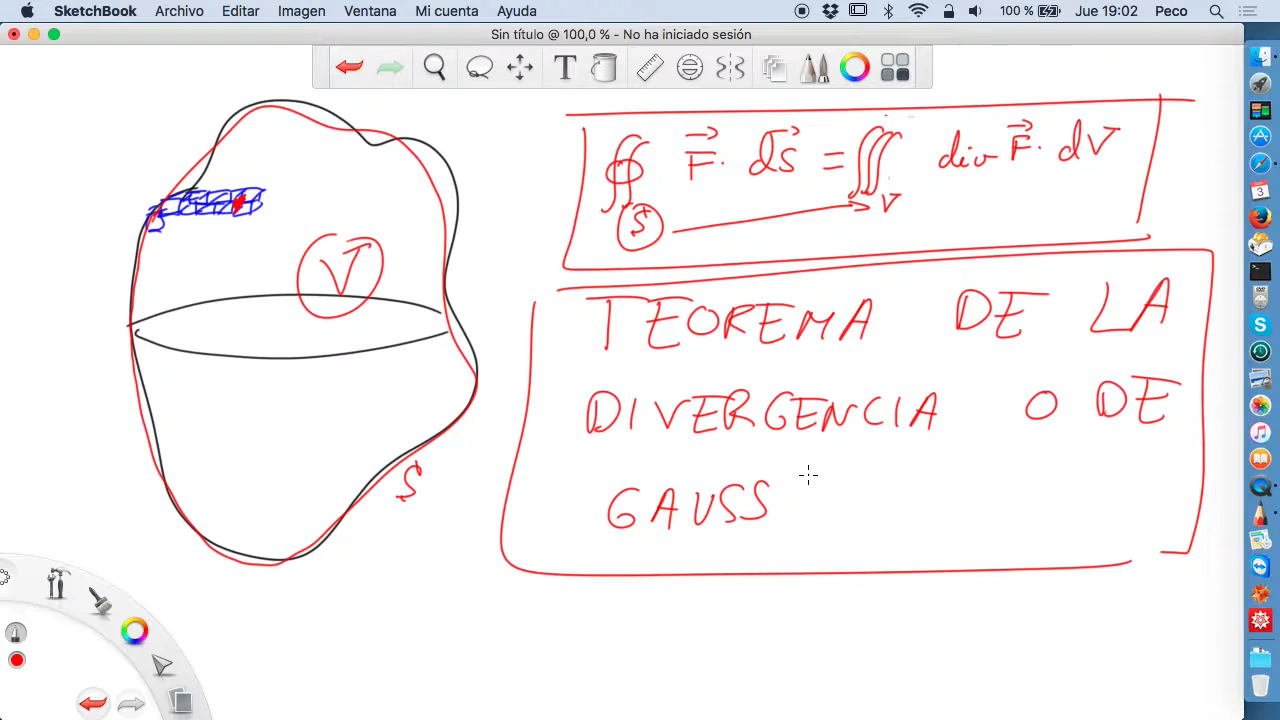 SketchBook Archivo Editar Imagen Ventana Mi cuenta Ayuda 100 % Jue 19:02 Peco
Sin título @ 100,0 % - No ha iniciado sesión
T
∯ F⃗ · dS⃗ = ∭ div F⃗ · dV
S V
V
TEOREMA DE LA
DIVERGENCIA O DE
GAUSS
S
3